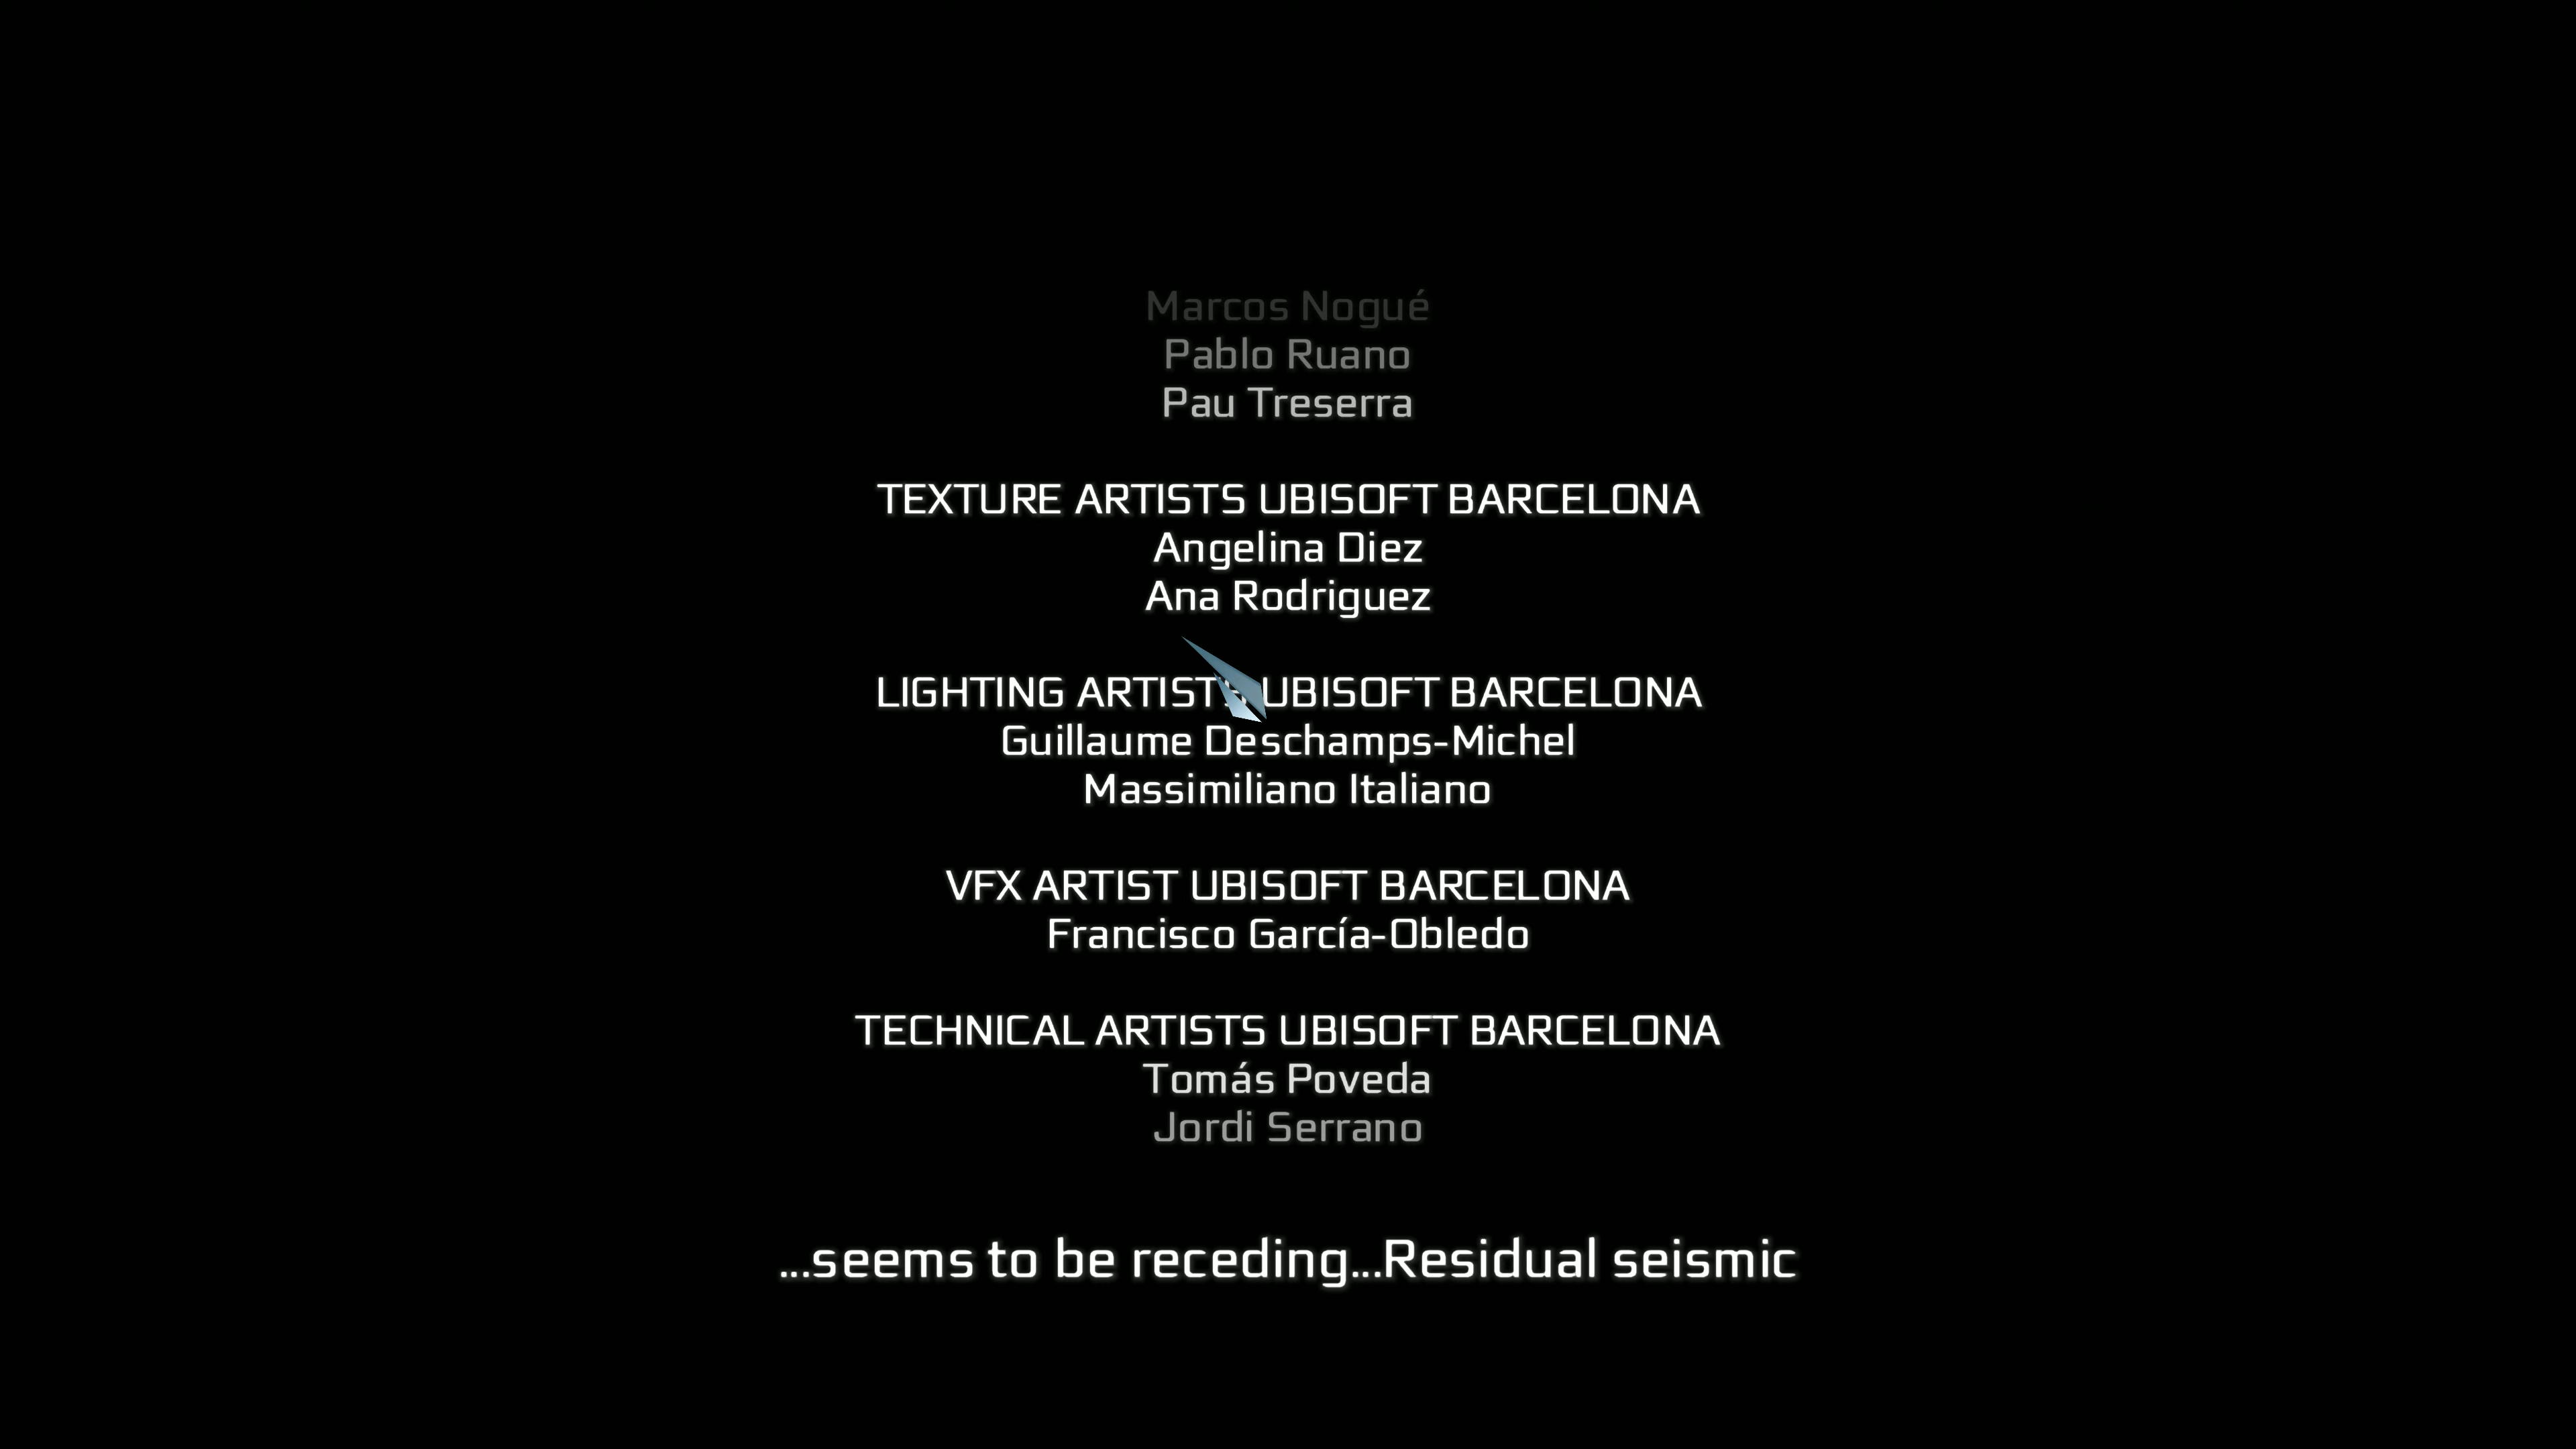 Marcos Nogué
Pablo Ruano
Pau Treserra
TEXTURE ARTISTS UBISOFT BARCELONA
Angelina Diez
Ana Rodriguez
LIGHTING ARTISTS UBISOFT BARCELONA
Guillaume Deschamps-Michel
Massimiliano Italiano
VFX ARTIST UBISOFT BARCELONA
Francisco García-Obledo
TECHNICAL ARTISTS UBISOFT BARCELONA
Tomás Poveda
Jordi Serrano
...seems to be receding...Residual seismic